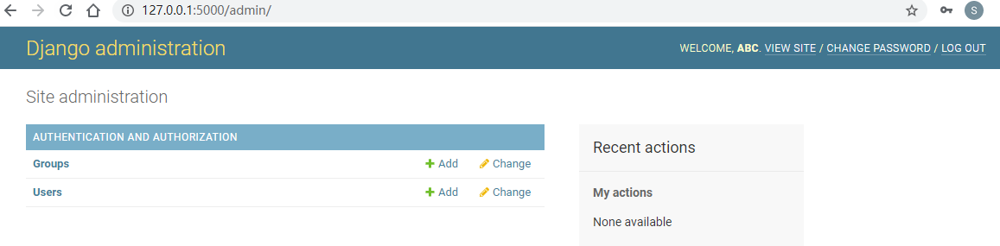 127.0.0.1:5000/admin/
S
Django administration
WELCOME, ABC. VIEW SITE / CHANGE PASSWORD / LOG OUT
Site administration
AUTHENTICATION AND AUTHORIZATION
Groups Add Change
Users Add Change
Recent actions
My actions
None available